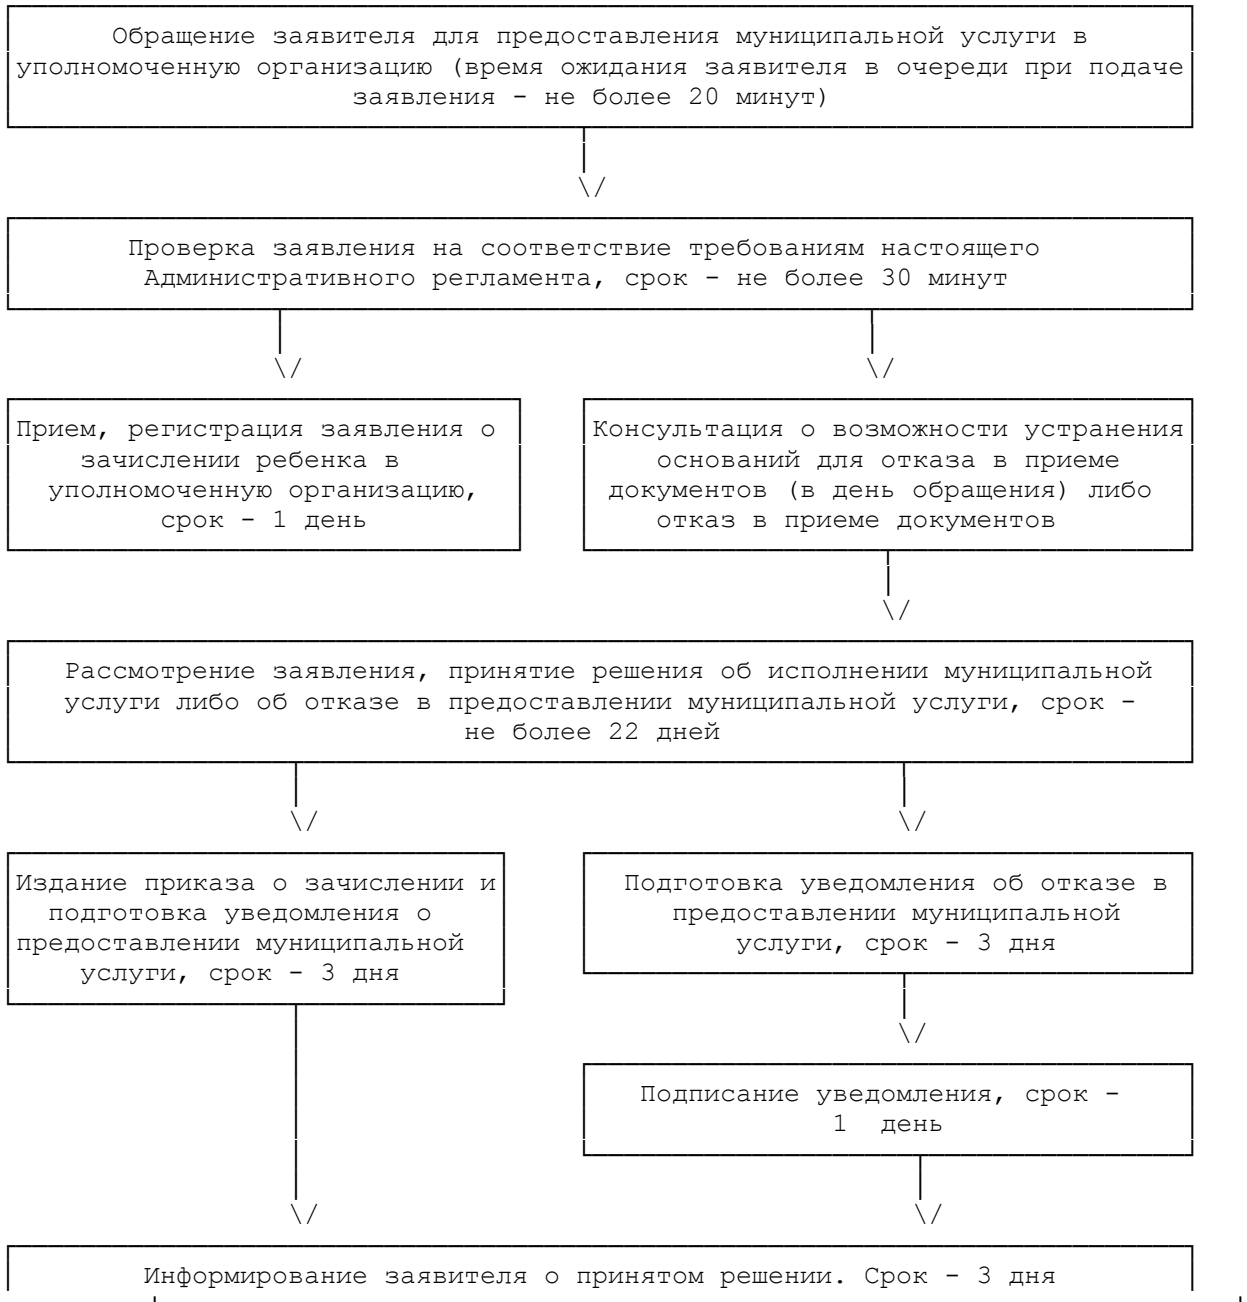 Обращение заявителя для предоставления муниципальной услуги в
уполномоченную организацию (время ожидания заявителя в очереди при подаче
заявления - не более 20 минут)
Проверка заявления на соответствие требованиям настоящего
Административного регламента, срок - не более 30 минут
Прием, регистрация заявления о
зачислении ребенка в
уполномоченную организацию,
срок - 1 день
Консультация о возможности устранения
оснований для отказа в приеме
документов (в день обращения) либо
отказ в приеме документов
Рассмотрение заявления, принятие решения об исполнении муниципальной
услуги либо об отказе в предоставлении муниципальной услуги, срок -
не более 22 дней
Издание приказа о зачислении и
подготовка уведомления о
предоставлении муниципальной
услуги, срок - 3 дня
Подготовка уведомления об отказе в
предоставлении муниципальной
услуги, срок - 3 дня
Подписание уведомления, срок -
1 день
Информирование заявителя о принятом решении. Срок - 3 дня